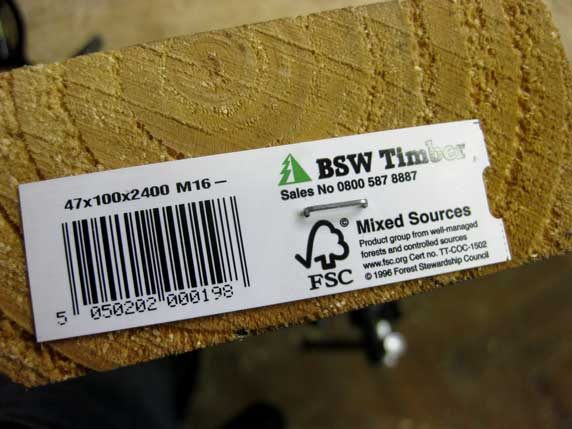 47x100x2400 M16 –
5 050202 000198
BSW Timber
Sales No 0800 587 8887
FSC
©
Mixed Sources
Product group from well-managed
forests and controlled sources
www.fsc.org Cert no. TT-COC-1502
© 1996 Forest Stewardship Council